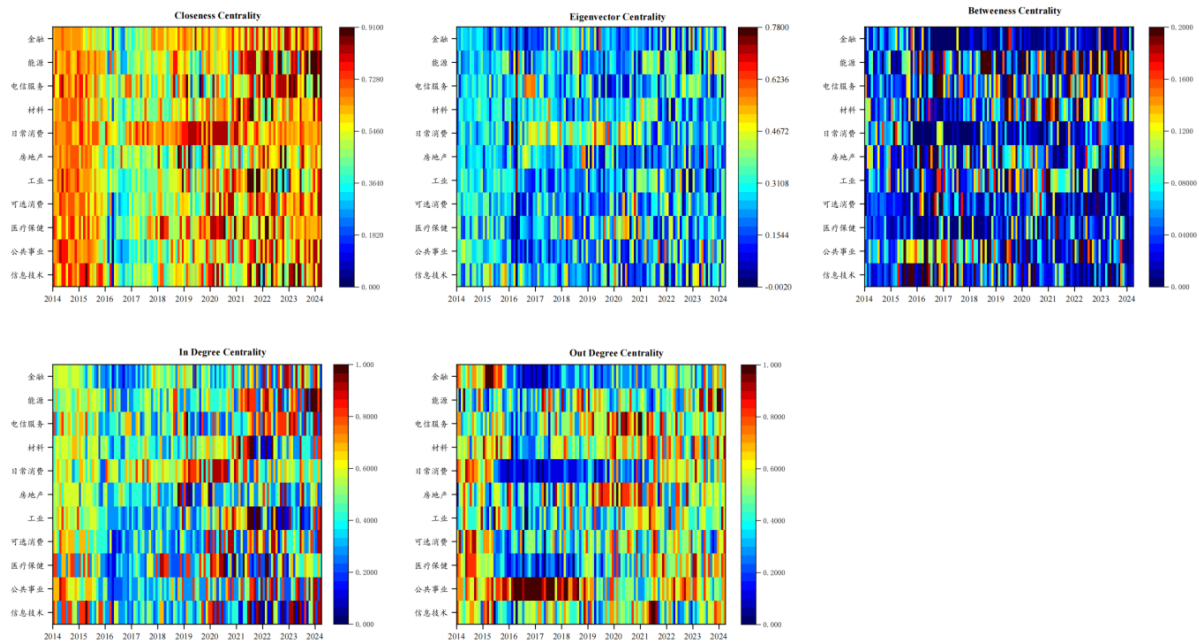 Closeness Centrality
金融
能源
电信服务
材料
日常消费
房地产
工业
可选消费
医疗保健
公共事业
信息技术
2014 2015 2016 2017 2018 2019 2020 2021 2022 2023 2024
0.9100
0.7280
0.5460
0.3640
0.1820
0.000
Eigenvector Centrality
金融
能源
电信服务
材料
日常消费
房地产
工业
可选消费
医疗保健
公共事业
信息技术
2014 2015 2016 2017 2018 2019 2020 2021 2022 2023 2024
0.7800
0.6236
0.4672
0.3108
0.1544
-0.0020
Betweeness Centrality
金融
能源
电信服务
材料
日常消费
房地产
工业
可选消费
医疗保健
公共事业
信息技术
2014 2015 2016 2017 2018 2019 2020 2021 2022 2023 2024
0.2000
0.1600
0.1200
0.08000
0.04000
0.000
In Degree Centrality
金融
能源
电信服务
材料
日常消费
房地产
工业
可选消费
医疗保健
公共事业
信息技术
2014 2015 2016 2017 2018 2019 2020 2021 2022 2023 2024
1.000
0.8000
0.6000
0.4000
0.2000
0.000
Out Degree Centrality
金融
能源
电信服务
材料
日常消费
房地产
工业
可选消费
医疗保健
公共事业
信息技术
2014 2015 2016 2017 2018 2019 2020 2021 2022 2023 2024
1.000
0.8000
0.6000
0.4000
0.2000
0.000